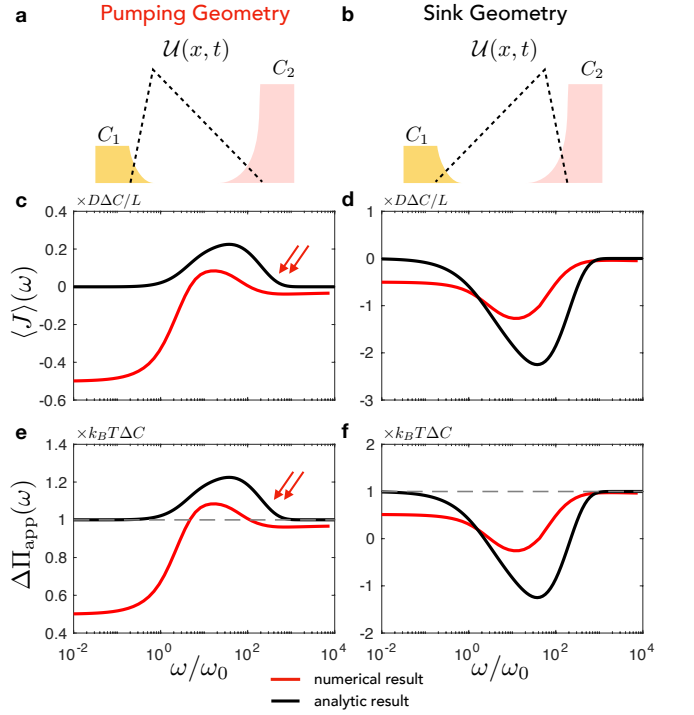 a Pumping Geometry b Sink Geometry
𝒰(x, t) 𝒰(x, t)
C₂ C₂
C₁ C₁
c ×DΔC/L d ×DΔC/L
⟨J⟩(ω)
0.4
0.2
0
-0.2
-0.4
-0.6
1
0
-1
-2
-3
e ×k_BTΔC f ×k_BTΔC
ΔΠ_app(ω)
1.4
1.2
1
0.8
0.6
0.4
2
1
0
-1
-2
10⁻² 10⁰ 10² 10⁴ 10⁻² 10⁰ 10² 10⁴
ω/ω₀ ω/ω₀
numerical result
analytic result